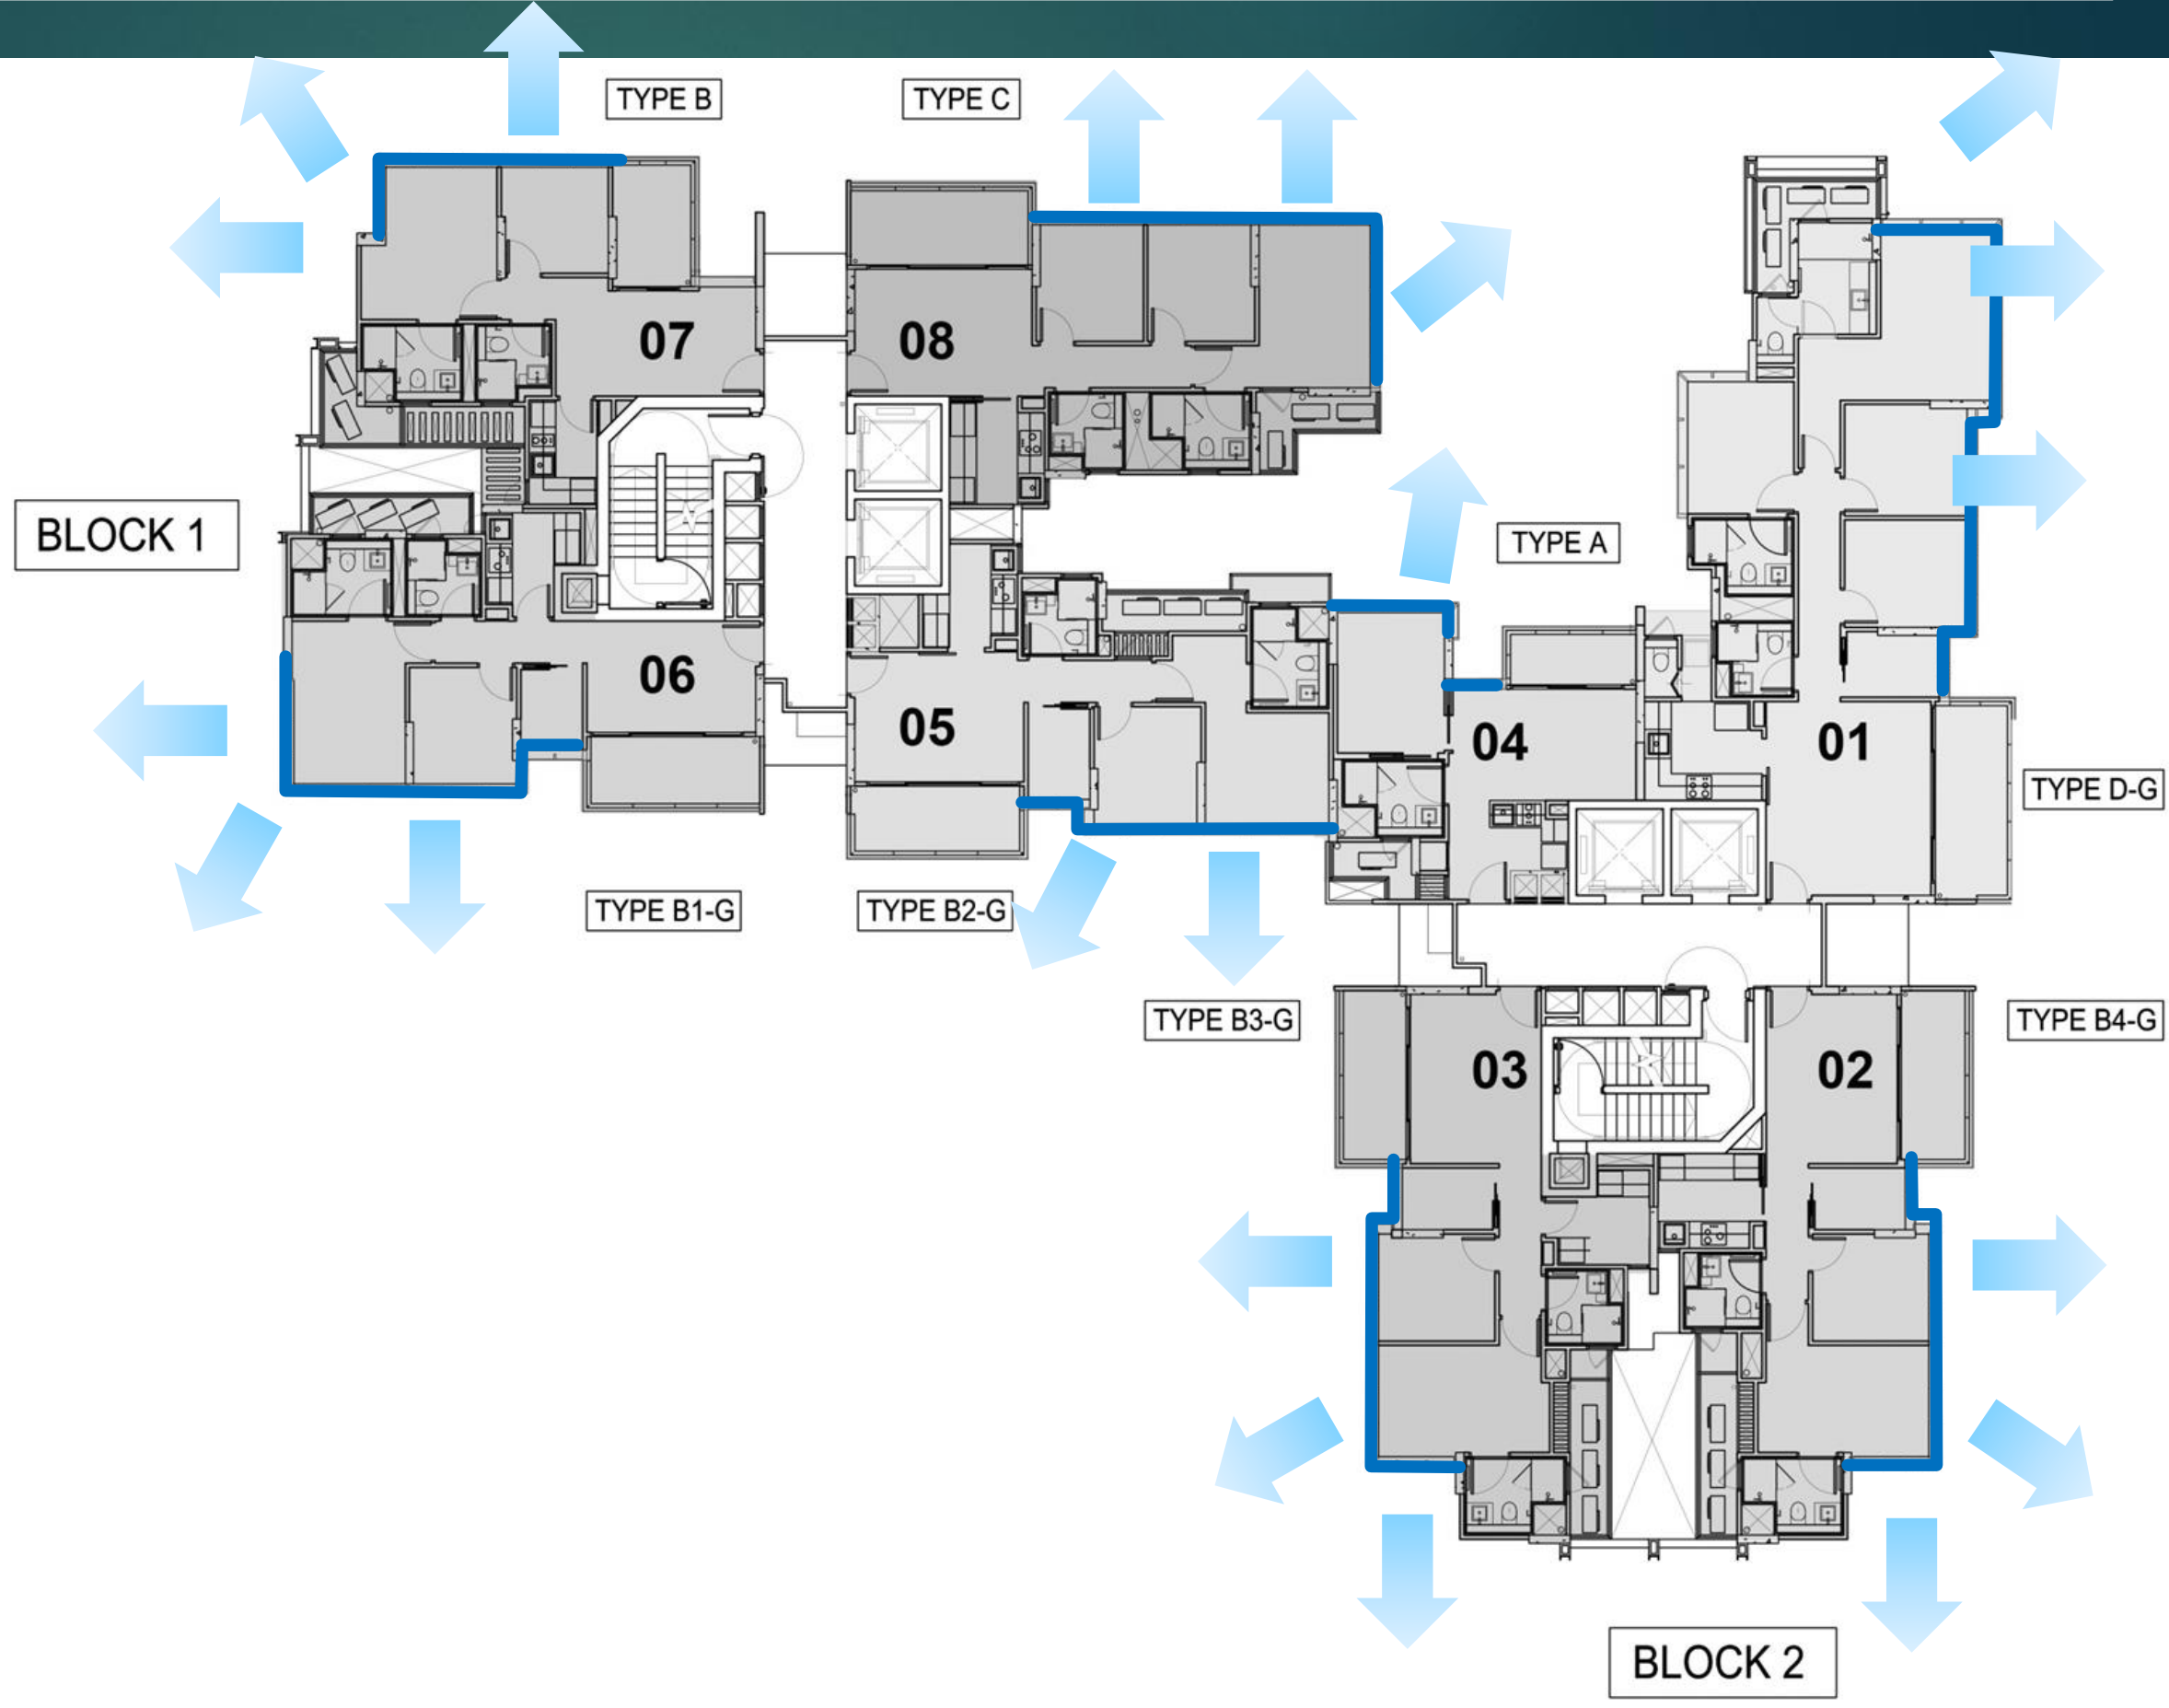 TYPE B
TYPE C
07
08
BLOCK 1
TYPE A
06
05
04
01
TYPE D-G
TYPE B1-G
TYPE B2-G
TYPE B3-G
TYPE B4-G
03
02
BLOCK 2